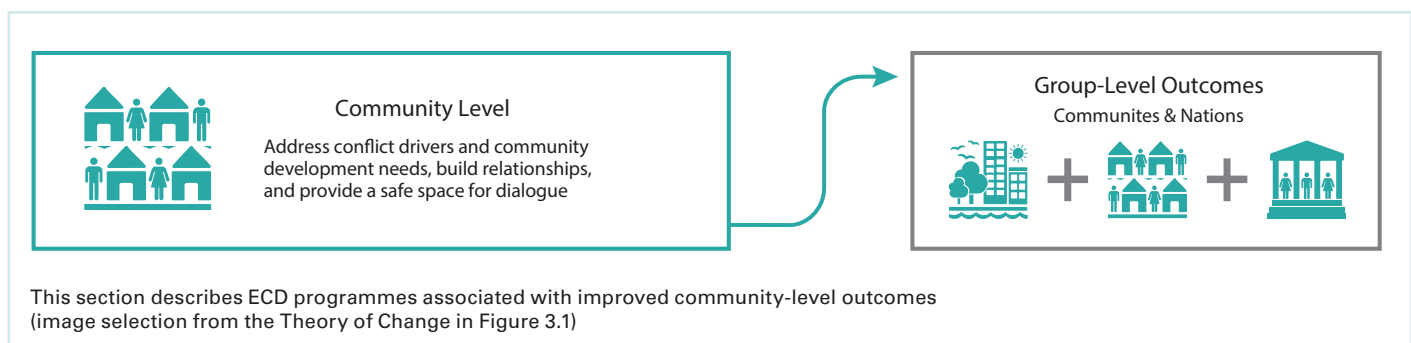 Community Level
Address conflict drivers and community
development needs, build relationships,
and provide a safe space for dialogue
Group-Level Outcomes
Communites & Nations
This section describes ECD programmes associated with improved community-level outcomes
(image selection from the Theory of Change in Figure 3.1)